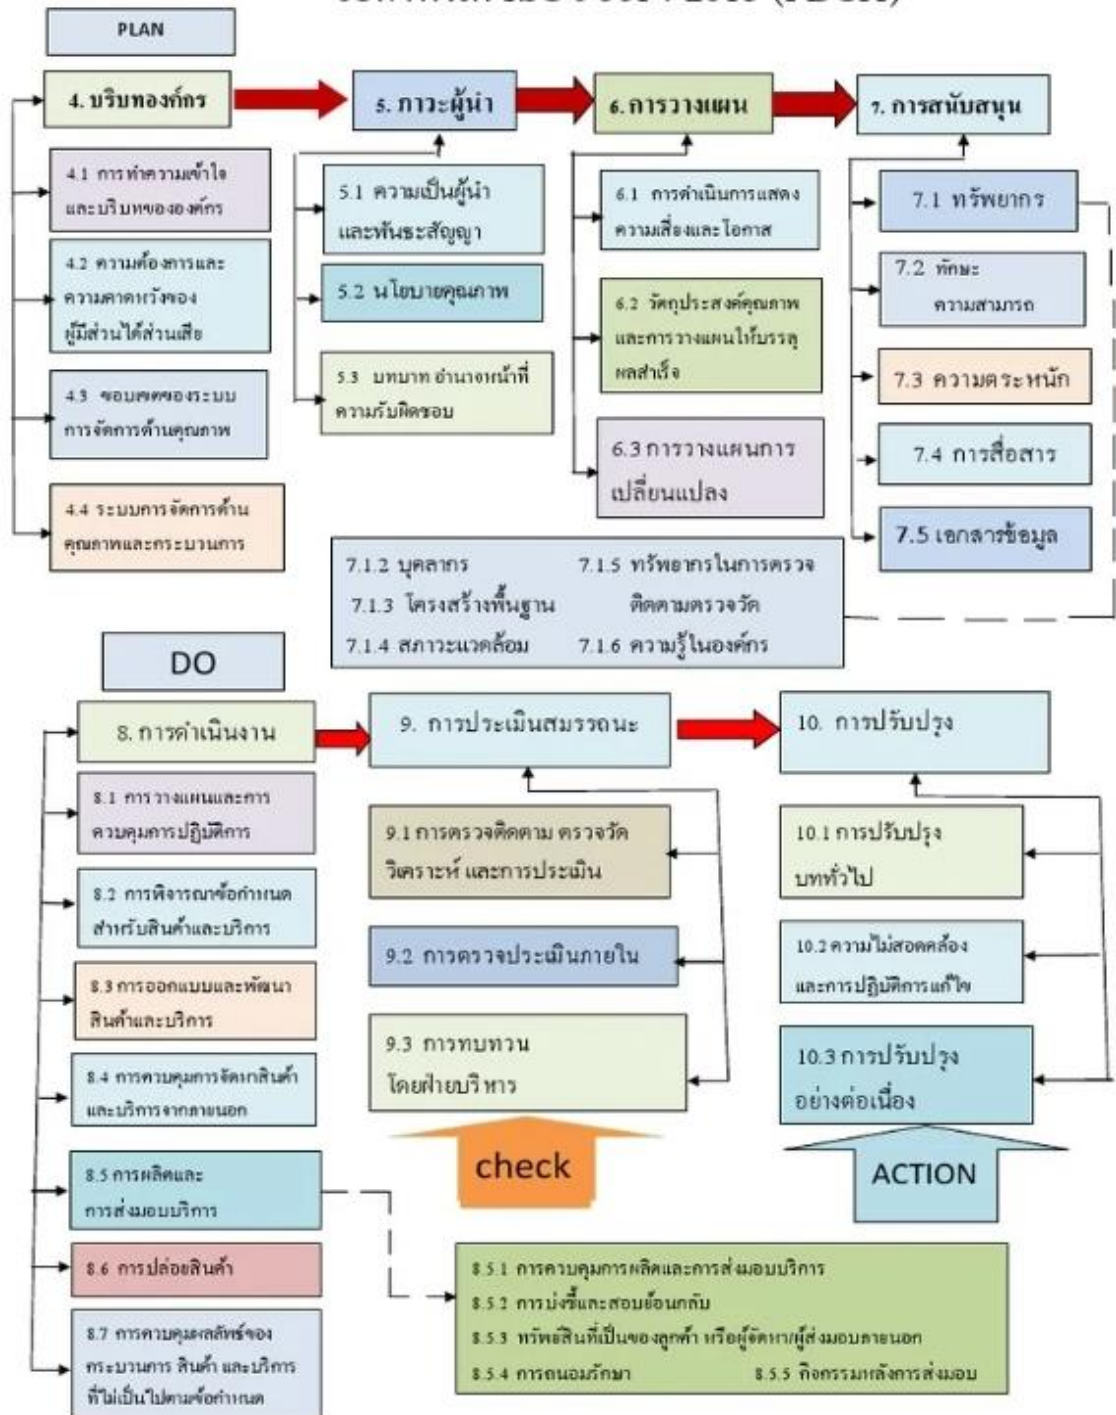 PLAN
4. บริบทองค์กร
5. ภาวะผู้นำ
6. การวางแผน
7. การสนับสนุน
4.1 การทำความเข้าใจ
และบริบทขององค์กร
4.2 ความต้องการและ
ความคาดหวังของ
ผู้มีส่วนได้ส่วนเสีย
4.3 ขอบเขตของระบบ
การจัดการด้านคุณภาพ
4.4 ระบบการจัดการด้าน
คุณภาพและกระบวนการ
5.1 ความเป็นผู้นำ
และพันธะสัญญา
5.2 นโยบายคุณภาพ
5.3 บทบาท อำนาจหน้าที่
ความรับผิดชอบ
6.1 การดำเนินการแสดง
ความเสี่ยงและโอกาส
6.2 วัตถุประสงค์คุณภาพ
และการวางแผนให้บรรลุ
ผลสำเร็จ
6.3 การวางแผนการ
เปลี่ยนแปลง
7.1 ทรัพยากร
7.2 ทักษะ
ความสามารถ
7.3 ความตระหนัก
7.4 การสื่อสาร
7.5 เอกสารข้อมูล
7.1.2 บุคลากร
7.1.3 โครงสร้างพื้นฐาน
7.1.4 สภาวะแวดล้อม
7.1.5 ทรัพยากรในการตรวจ
ติดตามตรวจวัด
7.1.6 ความรู้ในองค์กร
DO
8. การดำเนินงาน
9. การประเมินสมรรถนะ
10. การปรับปรุง
8.1 การวางแผนและการ
ควบคุมการปฏิบัติการ
8.2 การพิจารณาข้อกำหนด
สำหรับสินค้าและบริการ
8.3 การออกแบบและพัฒนา
สินค้าและบริการ
8.4 การควบคุมการจัดหาสินค้า
และบริการจากภายนอก
8.5 การผลิตและ
การส่งมอบบริการ
8.6 การปล่อยสินค้า
8.7 การควบคุมผลลัพธ์ของ
กระบวนการ สินค้า และบริการ
ที่ไม่เป็นไปตามข้อกำหนด
9.1 การตรวจติดตาม ตรวจวัด
วิเคราะห์ และการประเมิน
9.2 การตรวจประเมินภายใน
9.3 การทบทวน
โดยฝ่ายบริหาร
check
10.1 การปรับปรุง
บททั่วไป
10.2 ความไม่สอดคล้อง
และการปฏิบัติการแก้ไข
10.3 การปรับปรุง
อย่างต่อเนื่อง
ACTION
8.5.1 การควบคุมการผลิตและการส่งมอบบริการ
8.5.2 การบ่งชี้และสอบย้อนกลับ
8.5.3 ทรัพย์สินที่เป็นของลูกค้า หรือผู้จัดหา/ผู้ส่งมอบภายนอก
8.5.4 การถนอมรักษา 8.5.5 กิจกรรมหลังการส่งมอบ